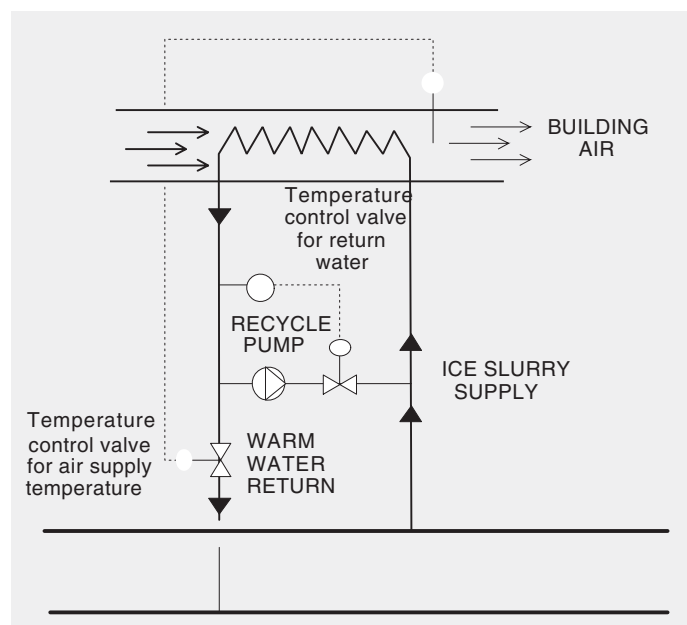 BUILDING
AIR
Temperature
control valve
for return
water
RECYCLE
PUMP
ICE SLURRY
SUPPLY
Temperature
control valve
for air supply
temperature
WARM
WATER
RETURN